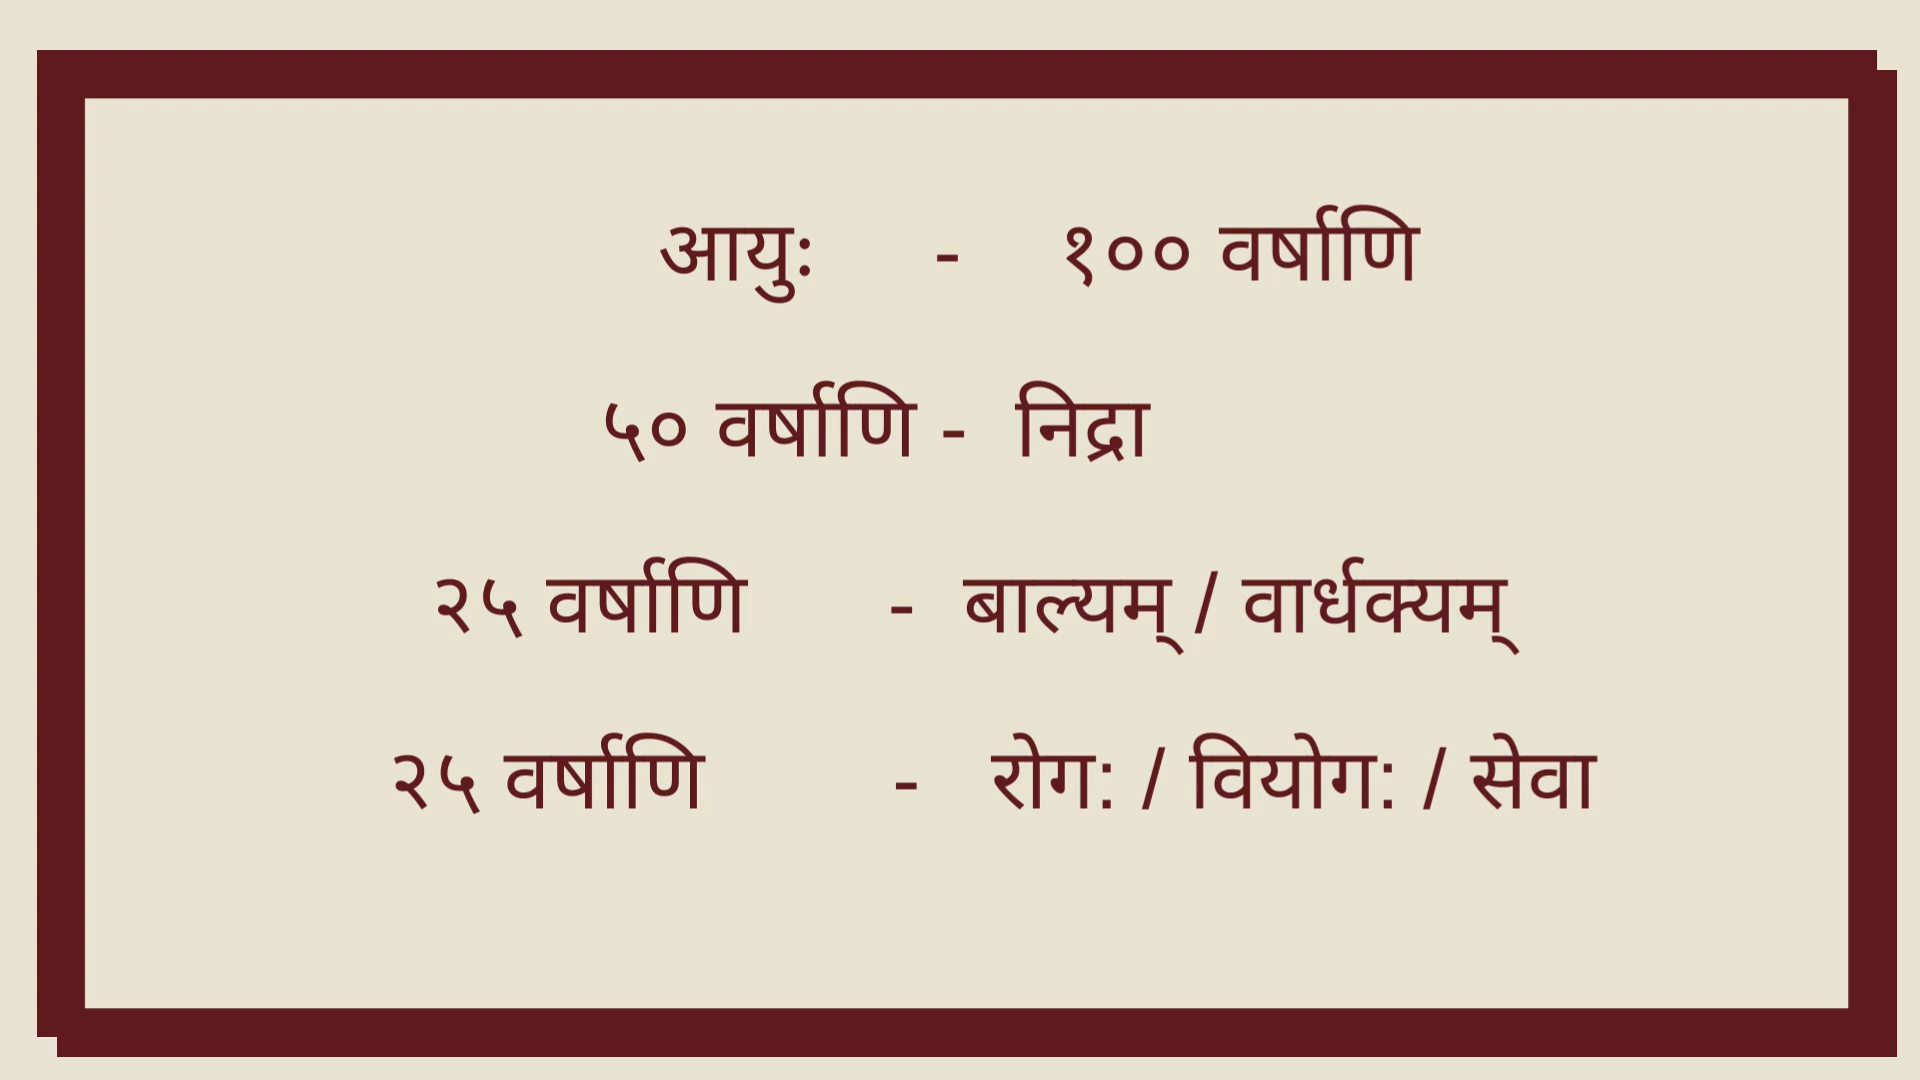 आयुः - १०० वर्षाणि
५० वर्षाणि - निद्रा
२५ वर्षाणि - बाल्यम् / वार्धक्यम्
२५ वर्षाणि - रोग: / वियोग: / सेवा